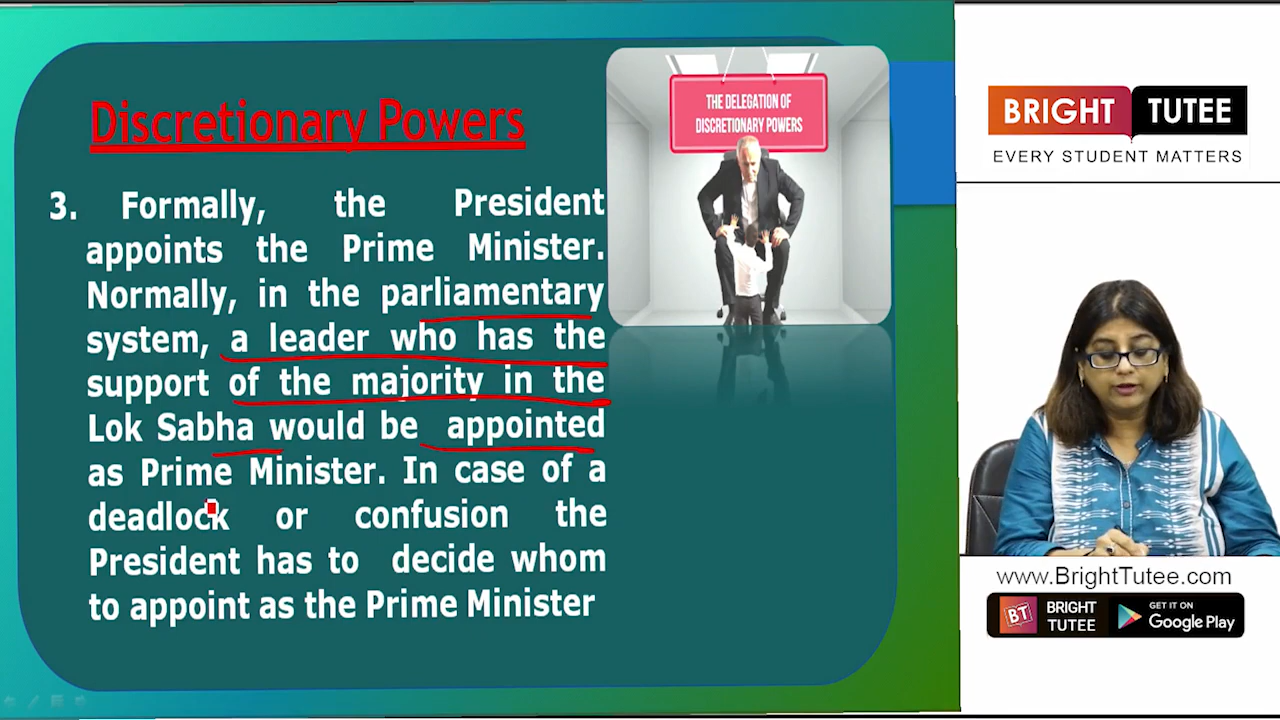 Discretionary Powers
3. Formally, the President
appoints the Prime Minister.
Normally, in the parliamentary
system, a leader who has the
support of the majority in the
Lok Sabha would be appointed
as Prime Minister. In case of a
deadlock or confusion the
President has to decide whom
to appoint as the Prime Minister
THE DELEGATION OF
DISCRETIONARY POWERS
BRIGHT TUTEE
EVERY STUDENT MATTERS
www.BrightTutee.com
BT BRIGHT
TUTEE
GET IT ON
Google Play